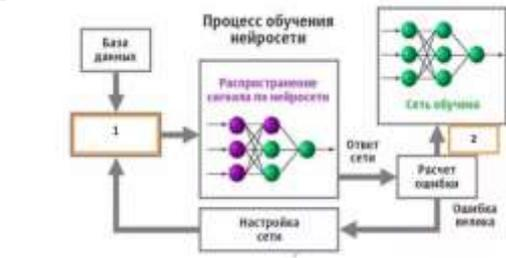 Процесс обучения
нейросети
База
данных
Распространение
сигнала по нейросети
Сеть обучена
1
2
Ответ
сети
Расчет
ошибки
Ошибка
велика
Настройка
сети